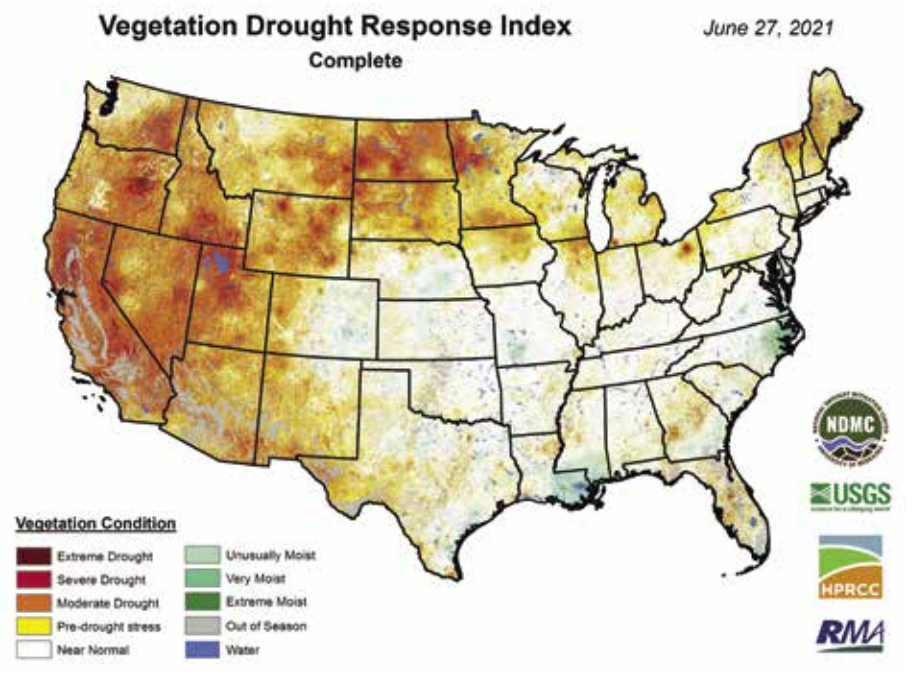 Vegetation Drought Response Index
Complete
June 27, 2021
NDMC
USGS
HPRCC
RMA
Vegetation Condition
Extreme Drought
Severe Drought
Moderate Drought
Pre-drought stress
Near Normal
Unusually Moist
Very Moist
Extreme Moist
Out of Season
Water